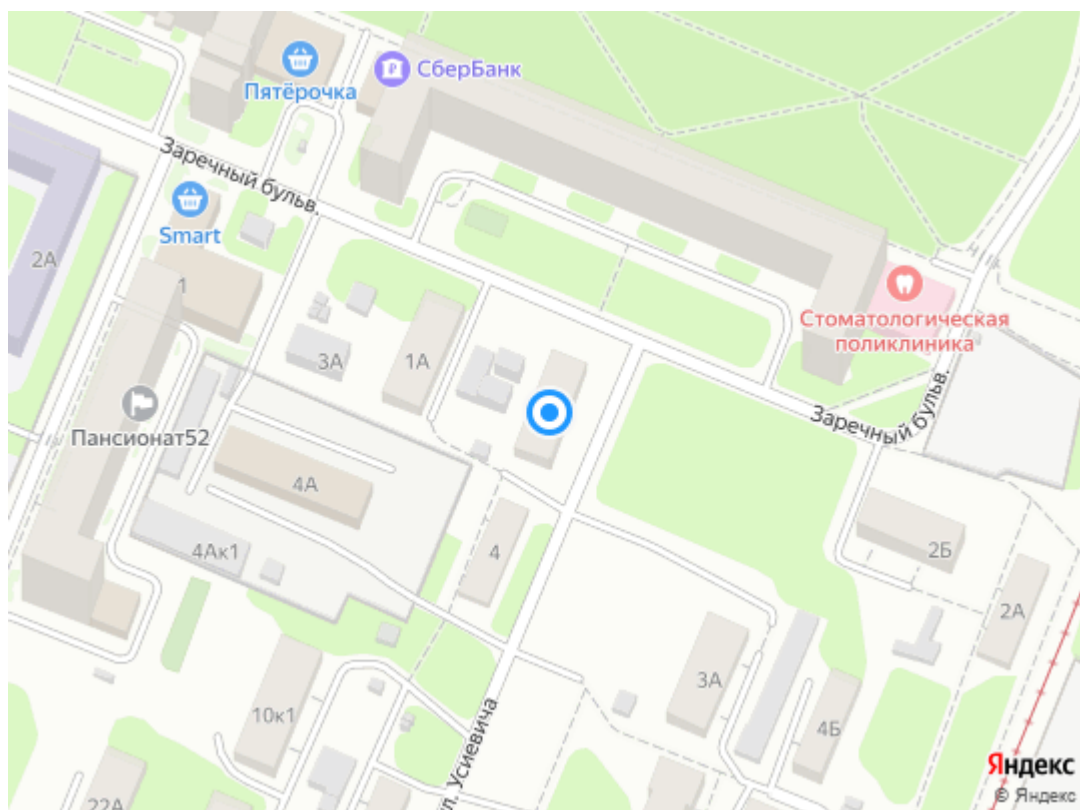 СберБанк
Пятёрочка
Заречный бульв.
Smart
2А
1
Стоматологическая
поликлиника
3А
1А
Пансионат52
Заречный бульв.
4А
4Ак1
4
2Б
2А
3А
10к1
4Б
л. Усиевича
22А
Яндекс
© Яндекс